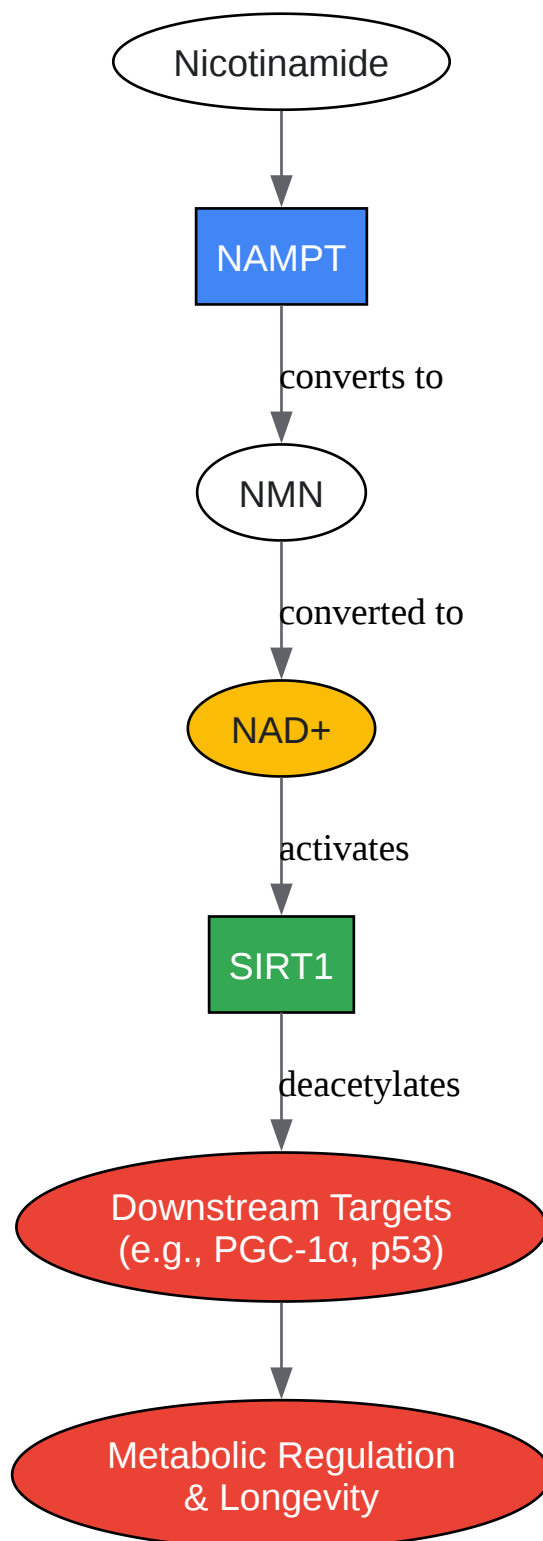 Nicotinamide
NAMPT
converts to
NMN
converted to
NAD+
activates
SIRT1
deacetylates
Downstream Targets
(e.g., PGC-1α, p53)
Metabolic Regulation
& Longevity